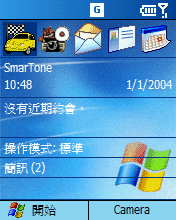 G
SmarTone
10:48 1/1/2004
沒有近期約會。
操作模式: 標準
簡訊 (2)
開始 Camera